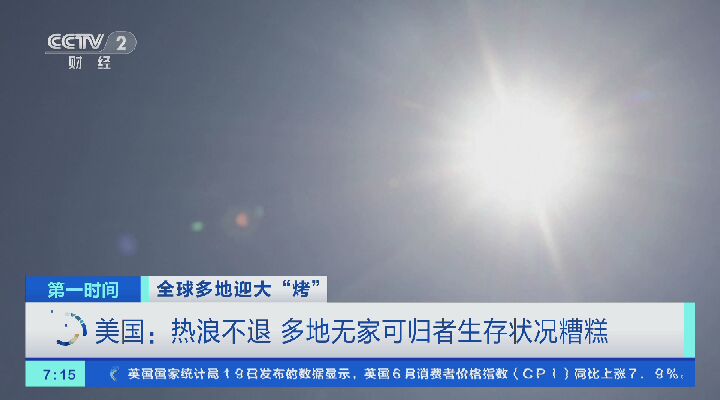 CCTV 2
财 经
第一时间 全球多地迎大“烤”
美国：热浪不退 多地无家可归者生存状况糟糕
7:15 英国国家统计局19日发布的数据显示，英国6月消费者价格指数（CPI）同比上涨7．9%。